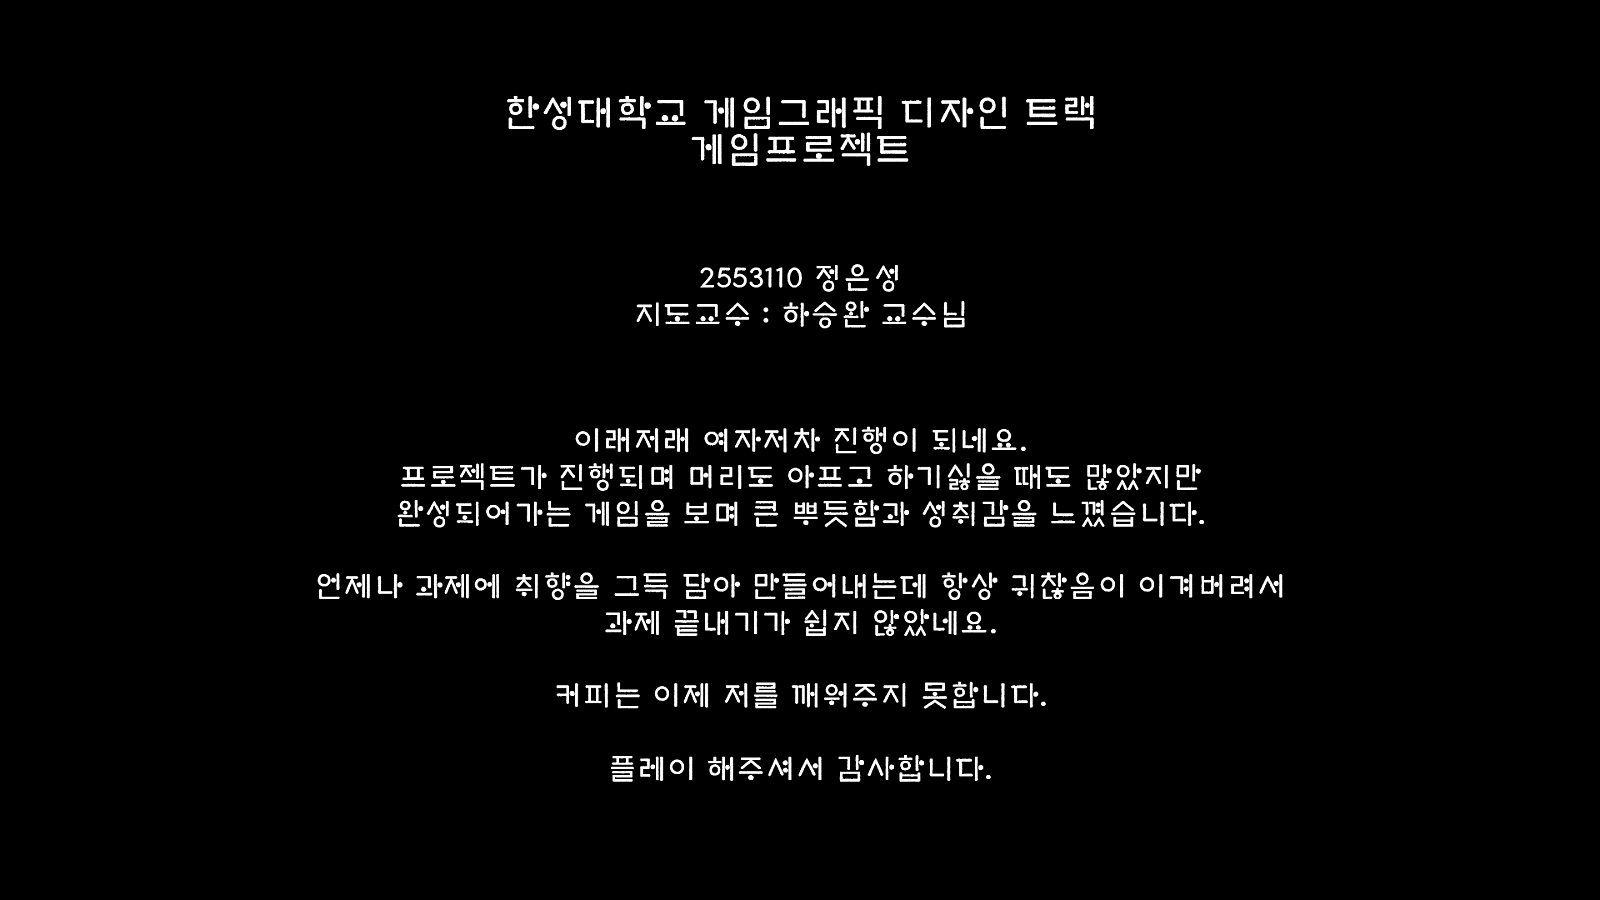 한성대학교 게임그래픽 디자인 트랙
게임프로젝트
2553110 정은성
지도교수 : 하승완 교수님
이래저래 여자저차 진행이 되네요.
프로젝트가 진행되며 머리도 아프고 하기싫을 때도 많았지만
완성되어가는 게임을 보며 큰 뿌듯함과 성취감을 느꼈습니다.
언제나 과제에 취향을 그득 담아 만들어내는데 항상 귀찮음이 이겨버려서
과제 끝내기가 쉽지 않았네요.
커피는 이제 저를 깨워주지 못합니다.
플레이 해주셔서 감사합니다.